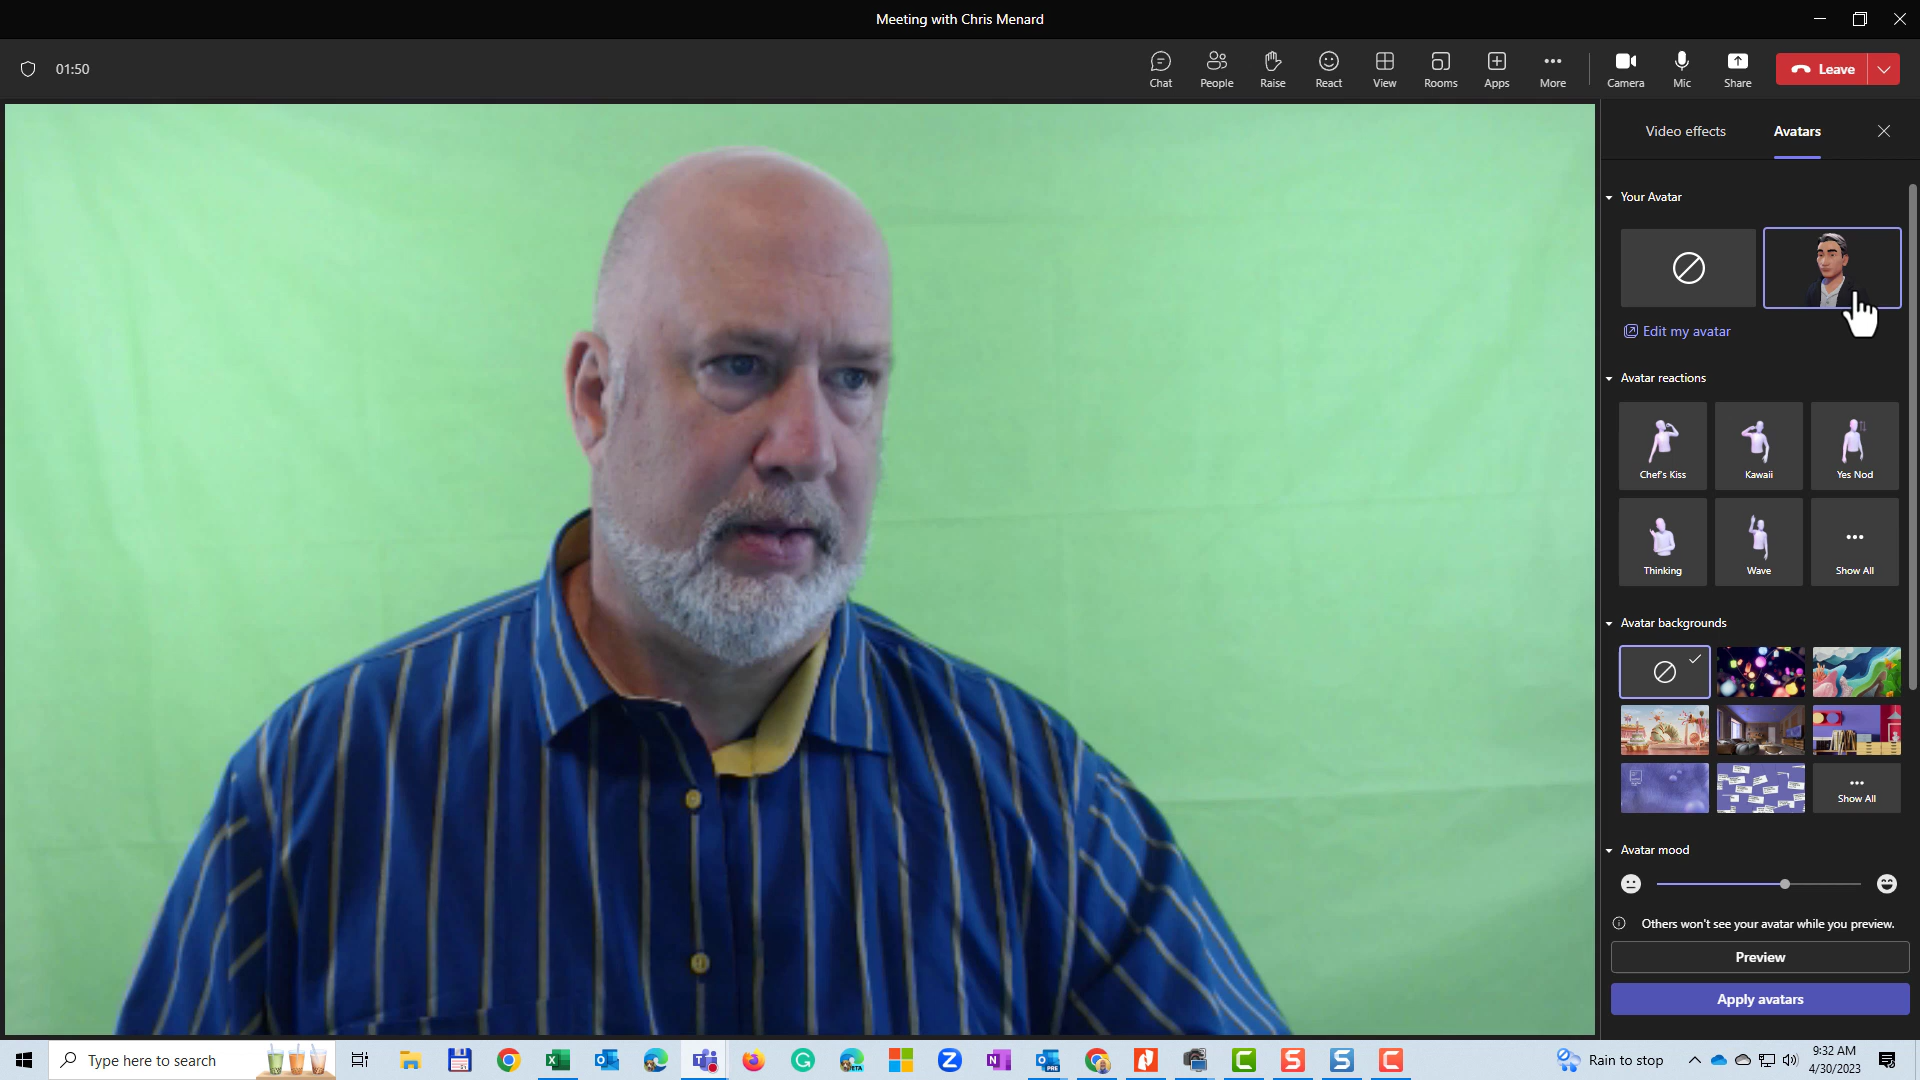 Meeting with Chris Menard
01:50
Chat
People
Raise
React
View
Rooms
Apps
More
Camera
Mic
Share
Leave
Video effects
Avatars
Your Avatar
Edit my avatar
Avatar reactions
Chef's Kiss
Kawaii
Yes Nod
Thinking
Wave
Show All
Avatar backgrounds
Show All
Avatar mood
Others won't see your avatar while you preview.
Preview
Apply avatars
Type here to search
Rain to stop
9:32 AM
4/30/2023